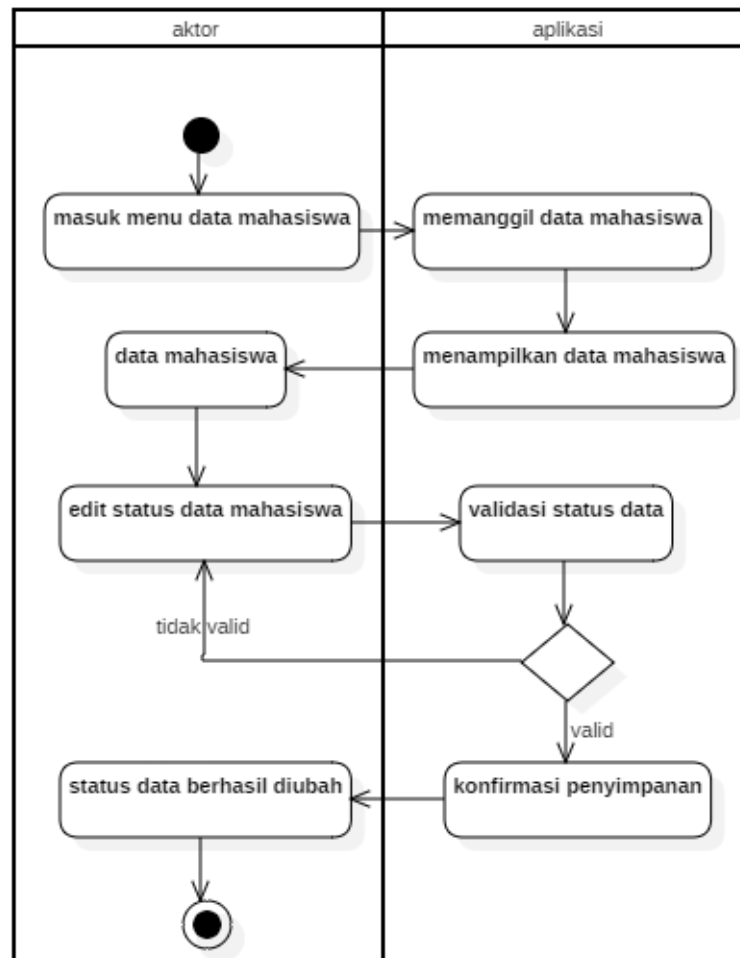 aktor
aplikasi
masuk menu data mahasiswa
memanggil data mahasiswa
data mahasiswa
menampilkan data mahasiswa
edit status data mahasiswa
validasi status data
tidak valid
valid
status data berhasil diubah
konfirmasi penyimpanan